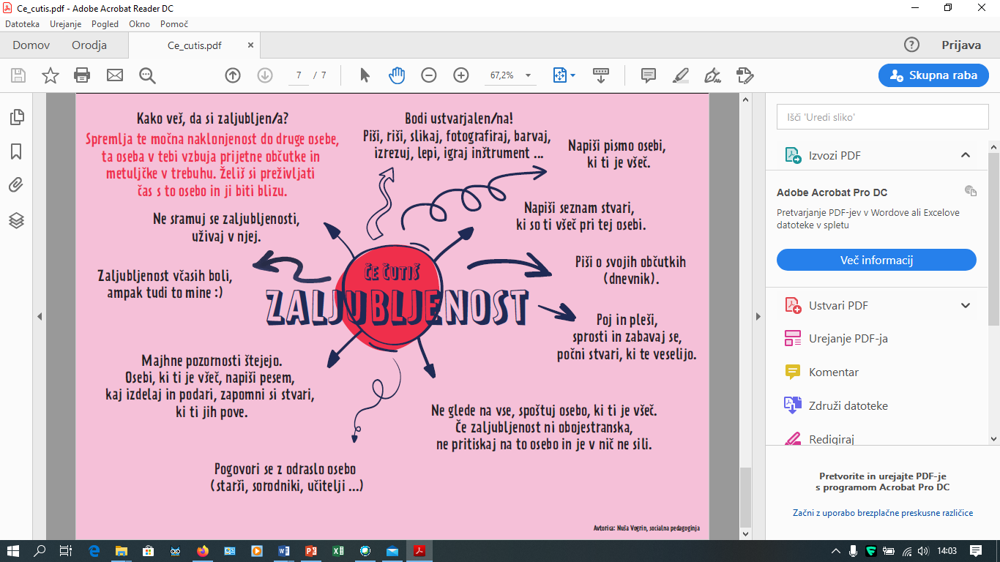 Ce_cutis.pdf - Adobe Acrobat Reader DC
Datoteka Urejanje Pogled Okno Pomoč
Domov Orodja Ce_cutis.pdf × Prijava
7 / 7 67,2% Skupna raba
Kako veš, da si zaljubljen/a?
Spremlja te močna naklonjenost do druge osebe,
ta oseba v tebi vzbuja prijetne občutke in
metuljčke v trebuhu. Želiš si preživljati
čas s to osebo in ji biti blizu.
Bodi ustvarjalen/na!
Piši, riši, slikaj, fotografiraj, barvaj,
izrezuj, lepi, igraj inštrument ...
Napiši pismo osebi,
ki ti je všeč.
Ne sramuj se zaljubljenosti,
uživaj v njej.
Napiši seznam stvari,
ki so ti všeč pri tej osebi.
Zaljubljenost včasih boli,
ampak tudi to mine :)
ČE ČUTIŠ
ZALJUBLJENOST
Piši o svojih občutkih
(dnevnik).
Poj in pleši,
sprosti in zabavaj se,
počni stvari, ki te veselijo.
Majhne pozornosti štejejo.
Osebi, ki ti je všeč, napiši pesem,
kaj izdelaj in podari, zapomni si stvari,
ki ti jih pove.
Ne glede na vse, spoštuj osebo, ki ti je všeč.
Če zaljubljenost ni obojestranska,
ne pritiskaj na to osebo in je v nič ne sili.
Pogovori se z odraslo osebo
(starši, sorodniki, učitelji ...)
Avtorica: Nuša Vogrin, socialna pedagoginja
Išči 'Uredi sliko'
Izvozi PDF
Adobe Acrobat Pro DC
Pretvarjanje PDF-jev v Wordove ali Excelove
datoteke v spletu
Več informacij
Ustvari PDF
Urejanje PDF-ja
Komentar
Združi datoteke
Redigiraj
Pretvorite in urejajte PDF-je
s programom Acrobat Pro DC
Začni z uporabo brezplačne preskusne različice
14:03